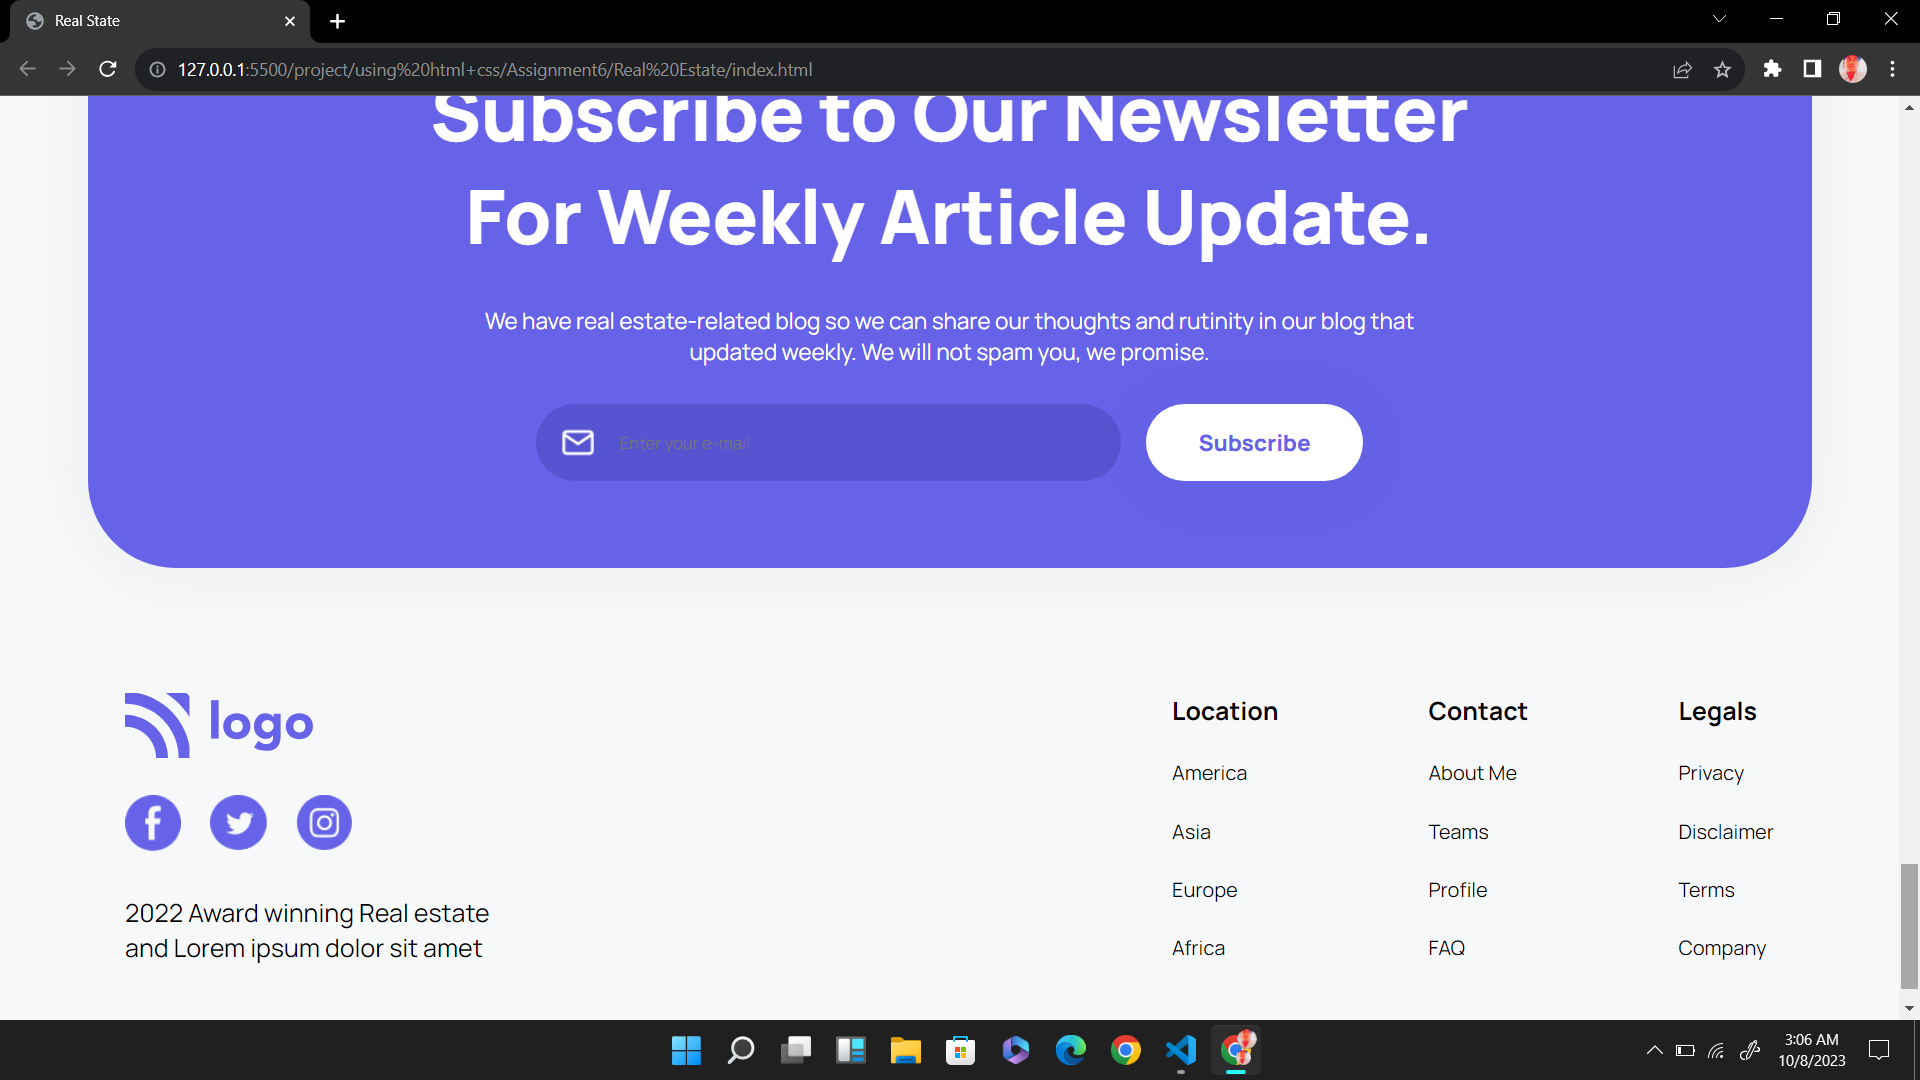 Real State
127.0.0.1:5500/project/using%20html+css/Assignment6/Real%20Estate/index.html
Subscribe to Our Newsletter
For Weekly Article Update.
We have real estate-related blog so we can share our thoughts and rutinity in our blog that
updated weekly. We will not spam you, we promise.
Enter your e-mail
Subscribe
logo
2022 Award winning Real estate
and Lorem ipsum dolor sit amet
Location
America
Asia
Europe
Africa
Contact
About Me
Teams
Profile
FAQ
Legals
Privacy
Disclaimer
Terms
Company
3:06 AM
10/8/2023